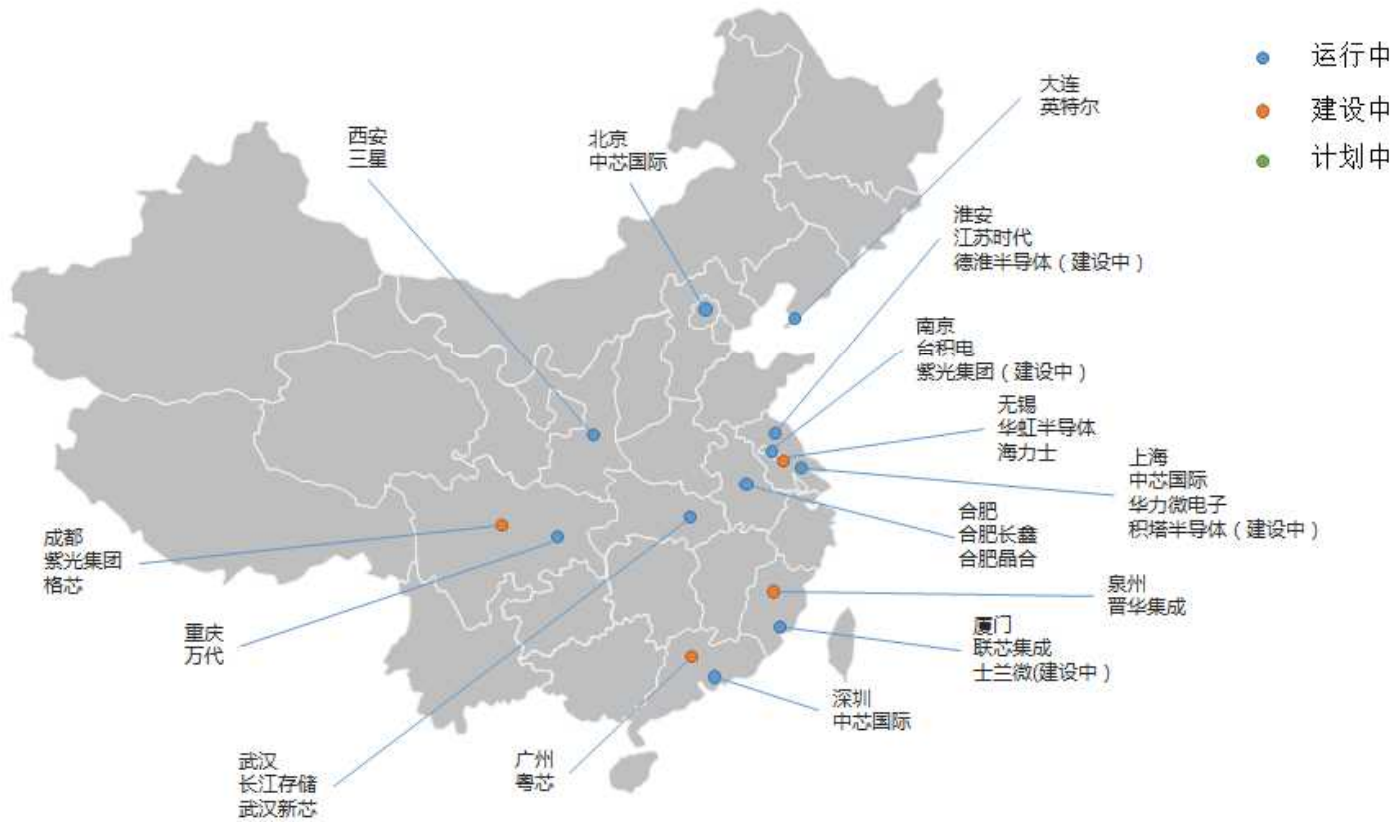 运行中
建设中
计划中
大连
英特尔
西安
三星
北京
中芯国际
淮安
江苏时代
德淮半导体（建设中）
南京
台积电
紫光集团（建设中）
无锡
华虹半导体
海力士
上海
中芯国际
华力微电子
积塔半导体（建设中）
合肥
合肥长鑫
合肥晶合
成都
紫光集团
格芯
泉州
晋华集成
重庆
万代
厦门
联芯集成
士兰微(建设中）
深圳
中芯国际
武汉
长江存储
武汉新芯
广州
粤芯